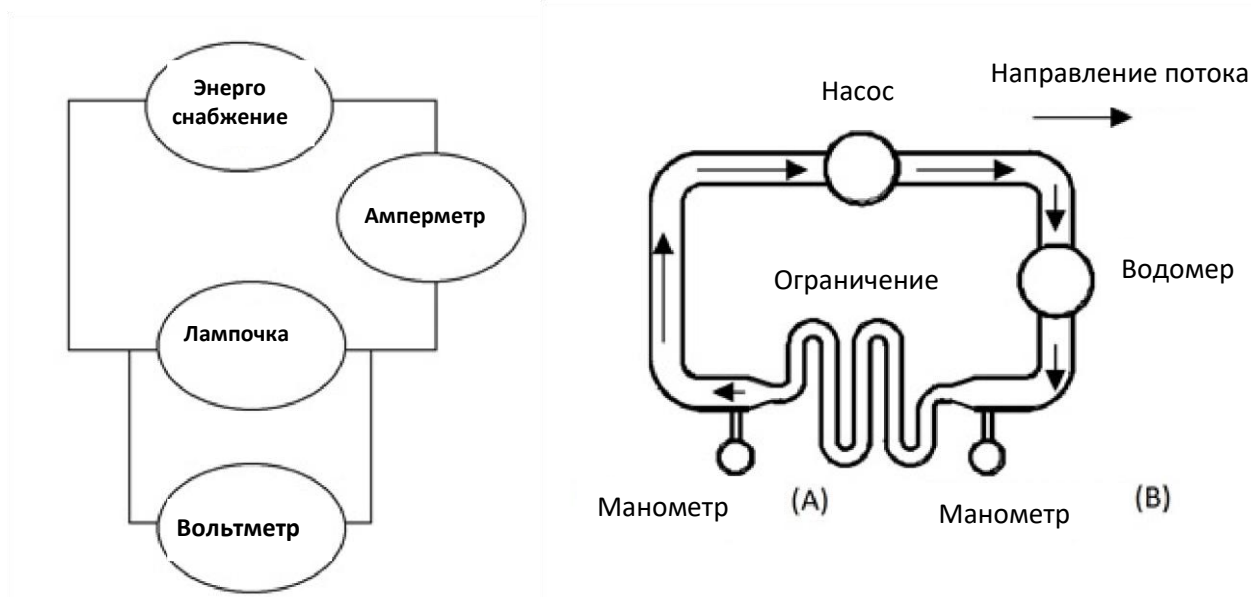 Энерго
снабжение
Амперметр
Лампочка
Вольтметр
Направление потока
Насос
Ограничение
Водомер
Манометр
(A)
Манометр
(B)